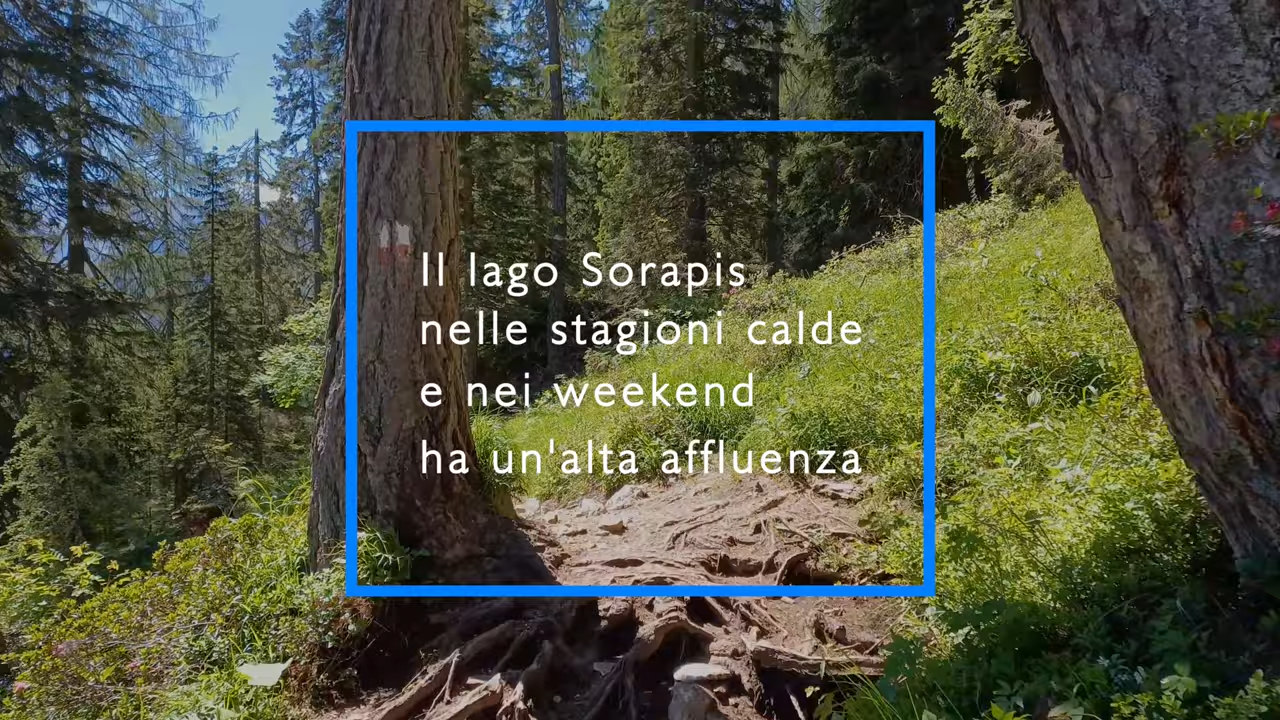 Il lago Sorapis
nelle stagioni calde
e nei weekend
ha un'alta affluenza